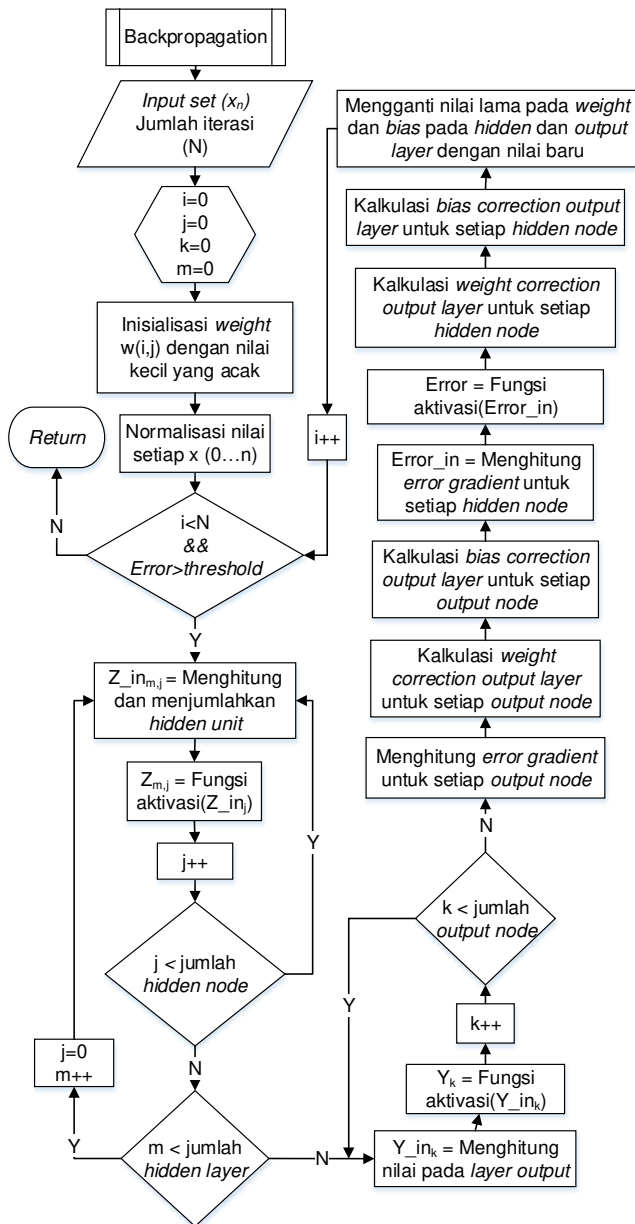 Backpropagation
Input set (xₙ)
Jumlah iterasi
(N)
i=0
j=0
k=0
m=0
Inisialisasi weight
w(i,j) dengan nilai
kecil yang acak
Normalisasi nilai
setiap x (0…n)
Return
N
i<N
&&
Error>threshold
Y
Z_inₘ,ⱼ = Menghitung
dan menjumlahkan
hidden unit
Zₘ,ⱼ = Fungsi
aktivasi(Z_inⱼ)
Y
j++
j < jumlah
hidden node
N
j=0
m++
Y
m < jumlah
hidden layer
N
Y_inₖ = Menghitung
nilai pada layer output
Yₖ = Fungsi
aktivasi(Y_inₖ)
k++
Y
k < jumlah
output node
N
Menghitung error gradient
untuk setiap output node
Kalkulasi weight
correction output layer
untuk setiap output node
Kalkulasi bias correction
output layer untuk setiap
output node
Error_in = Menghitung
error gradient untuk
setiap hidden node
Error = Fungsi
aktivasi(Error_in)
Kalkulasi weight correction
output layer untuk setiap
hidden node
Kalkulasi bias correction output
layer untuk setiap hidden node
Mengganti nilai lama pada weight
dan bias pada hidden dan output
layer dengan nilai baru
i++